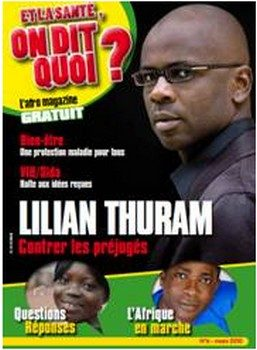 ET LA SANTÉ,
ON DIT
QUOI ?
L'afro magazine
GRATUIT
Bien-être
Une protection maladie pour tous
VIH/Sida
Halte aux idées reçues
LILIAN THURAM
Contrer les préjugés
Questions
Réponses
L'Afrique
en marche